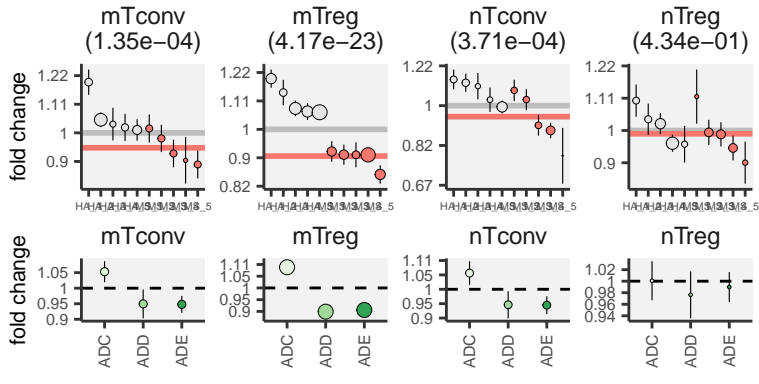 mTconv
(1.35e−04)
mTreg
(4.17e−23)
nTconv
(3.71e−04)
nTreg
(4.34e−01)
fold change
1.22
1.11
1
0.9
1.22
1.11
1
0.9
0.82
1.22
1
0.82
0.67
1.22
1.11
1
0.9
mTconv
mTreg
nTconv
nTreg
fold change
1.05
1
0.95
0.9
1.11
1.05
1
0.95
0.9
1.05
1
0.95
0.9
1.02
1
0.98
0.96
0.94
ADC
ADD
ADE
ADC
ADD
ADE
ADC
ADD
ADE
ADC
ADD
ADE